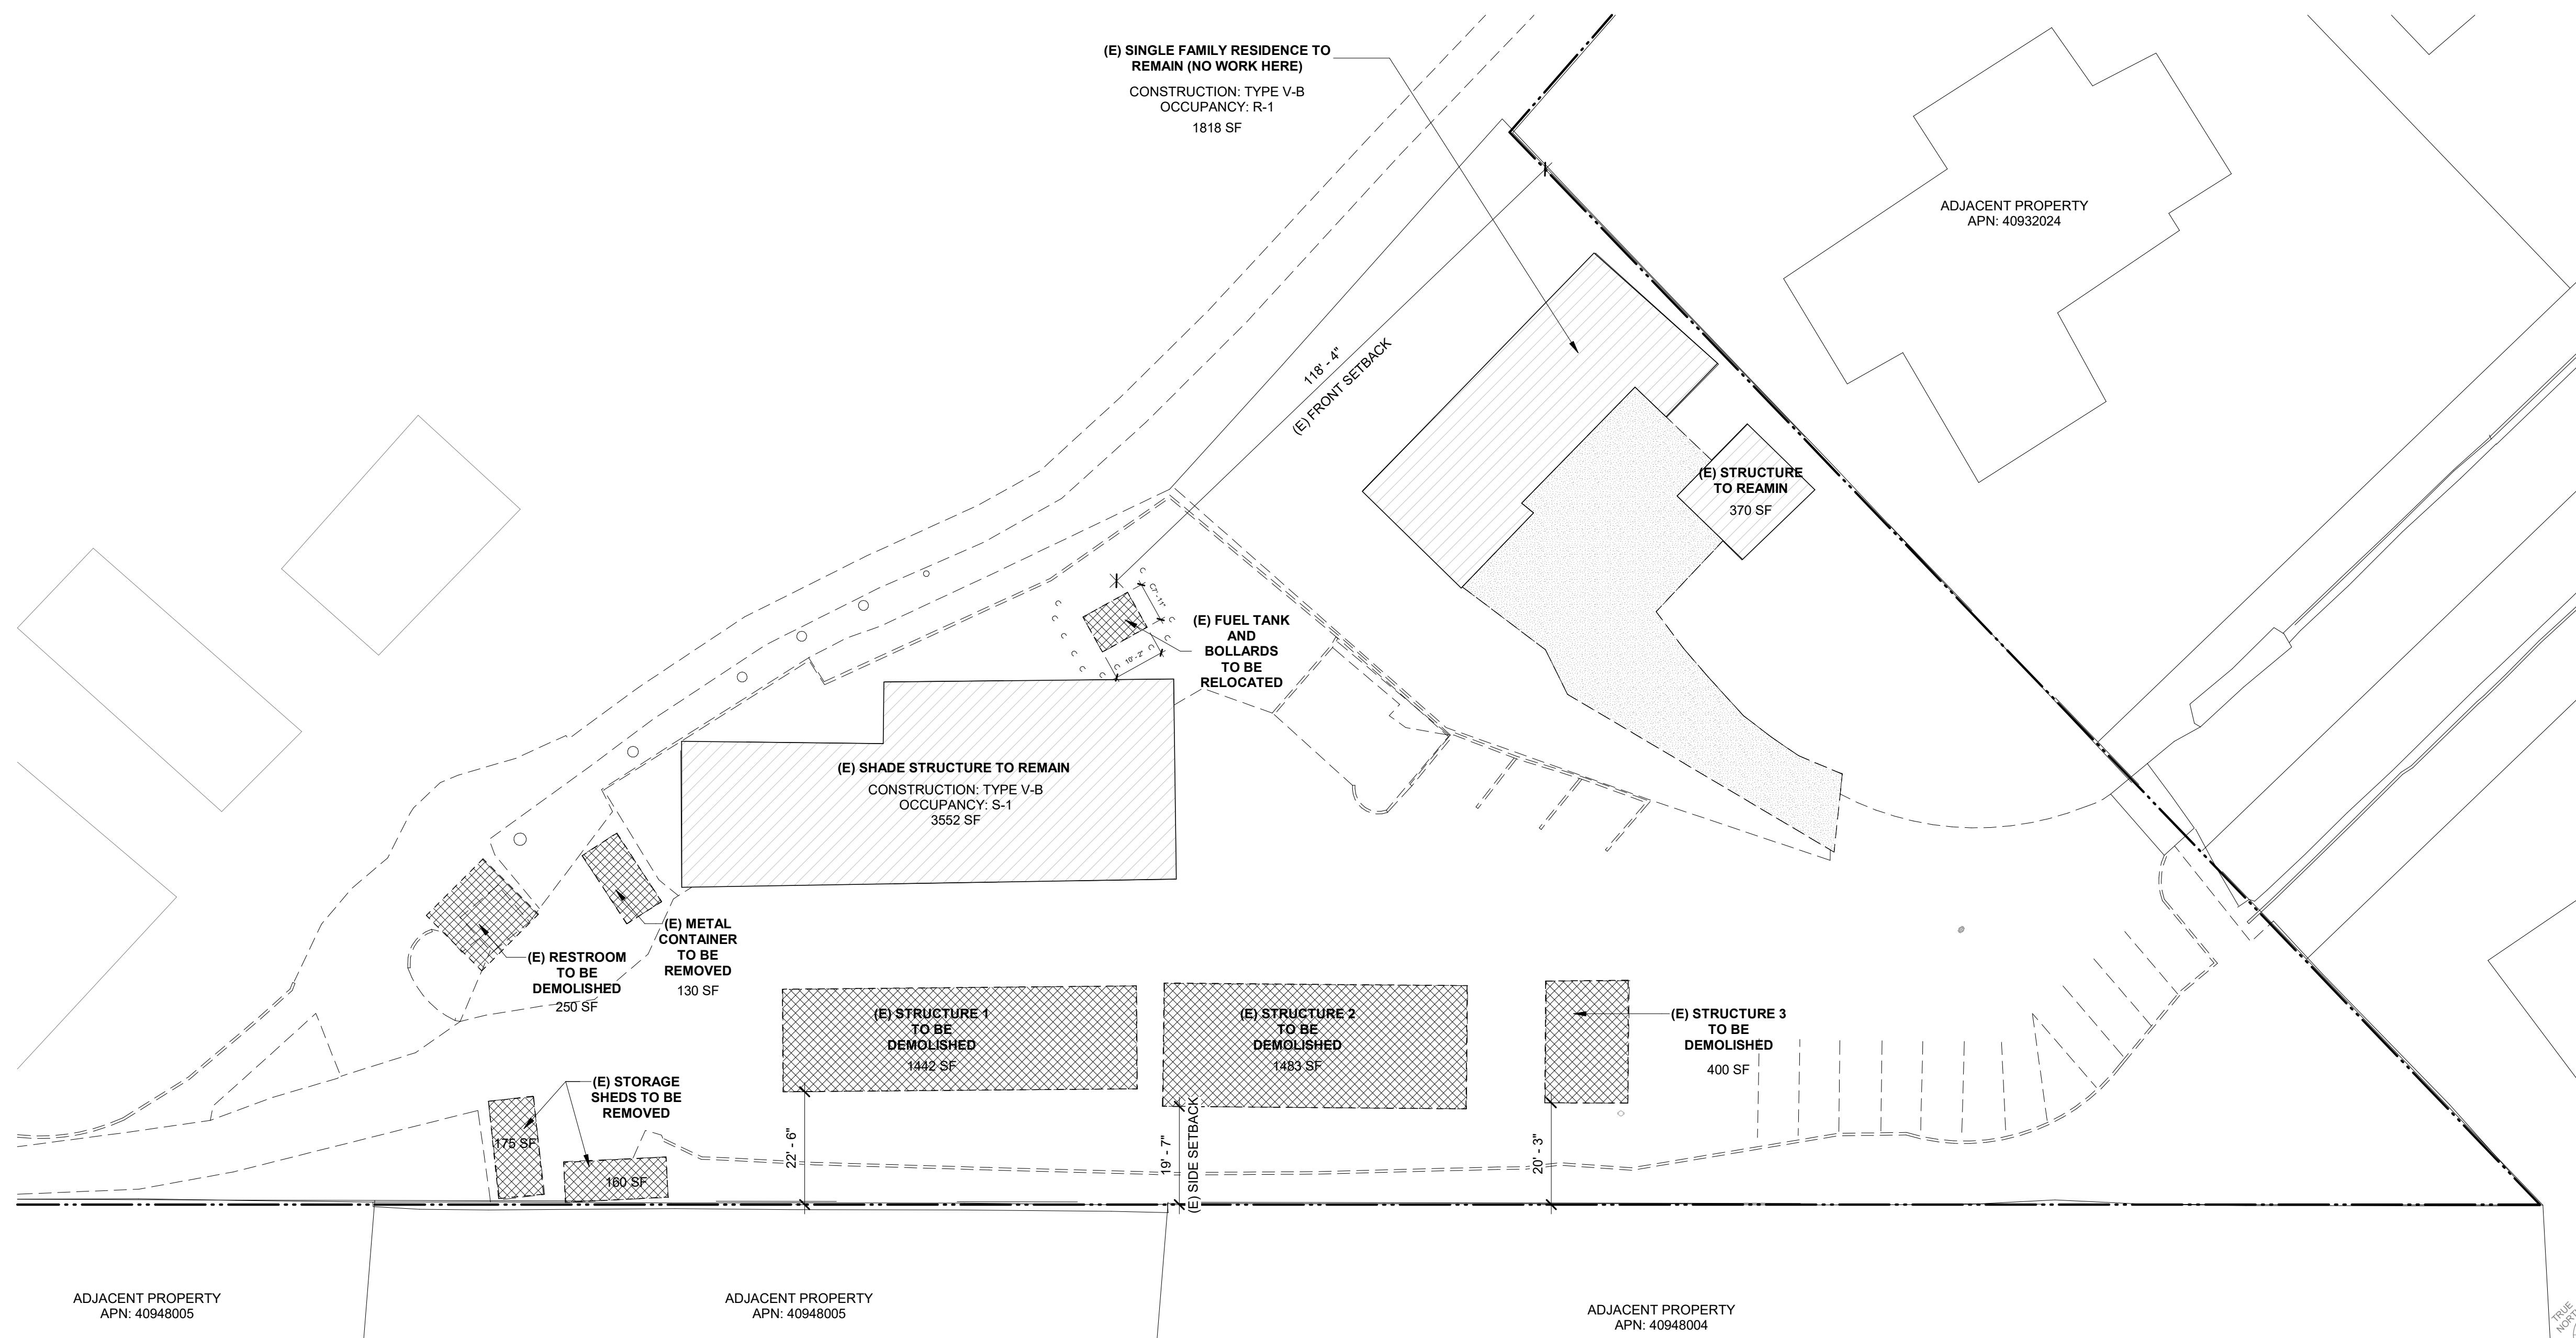 (E) SINGLE FAMILY RESIDENCE TO
REMAIN (NO WORK HERE)
CONSTRUCTION: TYPE V-B
OCCUPANCY: R-1
1818 SF
ADJACENT PROPERTY
APN: 40932024
118' - 4"
(E) FRONT SETBACK
(E) STRUCTURE
TO REAMIN
370 SF
7' - 11"
10' - 2"
(E) FUEL TANK
AND
BOLLARDS
TO BE
RELOCATED
(E) SHADE STRUCTURE TO REMAIN
CONSTRUCTION: TYPE V-B
OCCUPANCY: S-1
3552 SF
(E) METAL
CONTAINER
TO BE
REMOVED
130 SF
(E) RESTROOM
TO BE
DEMOLISHED
250 SF
(E) STRUCTURE 1
TO BE
DEMOLISHED
1442 SF
(E) STRUCTURE 2
TO BE
DEMOLISHED
1483 SF
(E) STRUCTURE 3
TO BE
DEMOLISHED
400 SF
(E) STORAGE
SHEDS TO BE
REMOVED
175 SF
160 SF
22' - 6"
19' - 7"
(E) SIDE SETBACK
20' - 3"
ADJACENT PROPERTY
APN: 40948005
ADJACENT PROPERTY
APN: 40948005
ADJACENT PROPERTY
APN: 40948004
TRUE